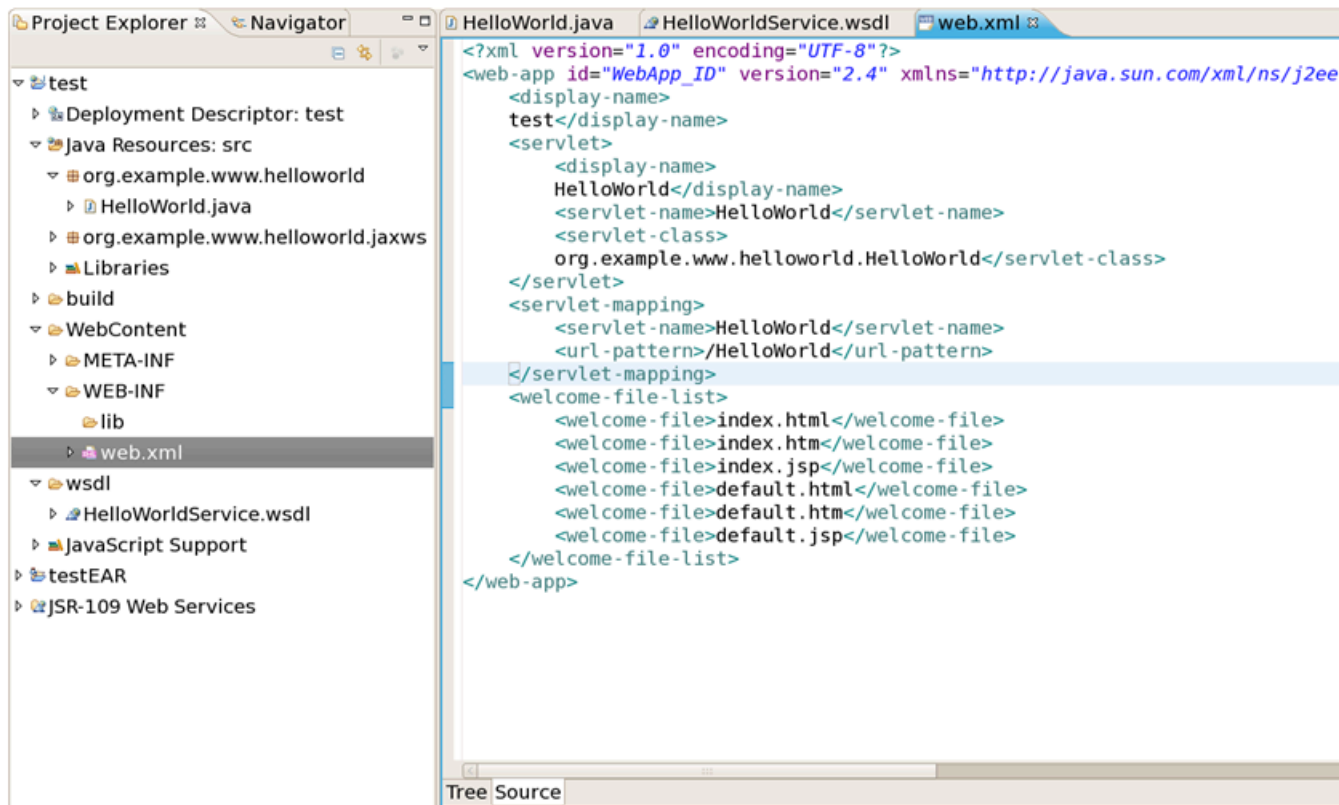 Project Explorer
Navigator
test
Deployment Descriptor: test
Java Resources: src
org.example.www.helloworld
HelloWorld.java
org.example.www.helloworld.jaxws
Libraries
build
WebContent
META-INF
WEB-INF
lib
web.xml
wsdl
HelloWorldService.wsdl
JavaScript Support
testEAR
JSR-109 Web Services
HelloWorld.java
HelloWorldService.wsdl
web.xml
<?xml version="1.0" encoding="UTF-8"?>
<web-app id="WebApp_ID" version="2.4" xmlns="http://java.sun.com/xml/ns/j2ee
<display-name>
test</display-name>
<servlet>
<display-name>
HelloWorld</display-name>
<servlet-name>HelloWorld</servlet-name>
<servlet-class>
org.example.www.helloworld.HelloWorld</servlet-class>
</servlet>
<servlet-mapping>
<servlet-name>HelloWorld</servlet-name>
<url-pattern>/HelloWorld</url-pattern>
</servlet-mapping>
<welcome-file-list>
<welcome-file>index.html</welcome-file>
<welcome-file>index.htm</welcome-file>
<welcome-file>index.jsp</welcome-file>
<welcome-file>default.html</welcome-file>
<welcome-file>default.htm</welcome-file>
<welcome-file>default.jsp</welcome-file>
</welcome-file-list>
</web-app>
Tree Source